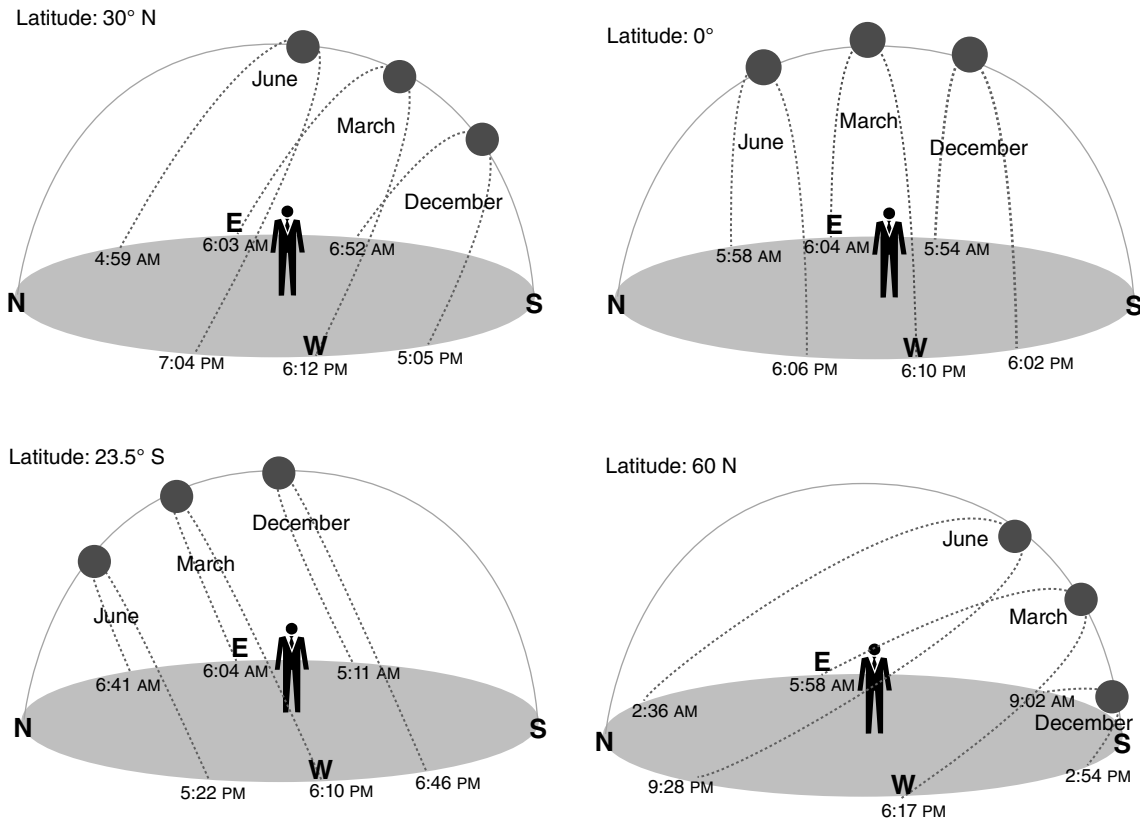 Latitude: 30° N
June
March
December
E
4:59 AM
6:03 AM
6:52 AM
N
S
W
7:04 PM
6:12 PM
5:05 PM
Latitude: 0°
June
March
December
E
5:58 AM
6:04 AM
5:54 AM
N
S
W
6:06 PM
6:10 PM
6:02 PM
Latitude: 23.5° S
December
March
June
E
6:41 AM
6:04 AM
5:11 AM
N
S
W
5:22 PM
6:10 PM
6:46 PM
Latitude: 60 N
June
March
E
5:58 AM
9:02 AM
2:36 AM
December
N
S
W
9:28 PM
6:17 PM
2:54 PM